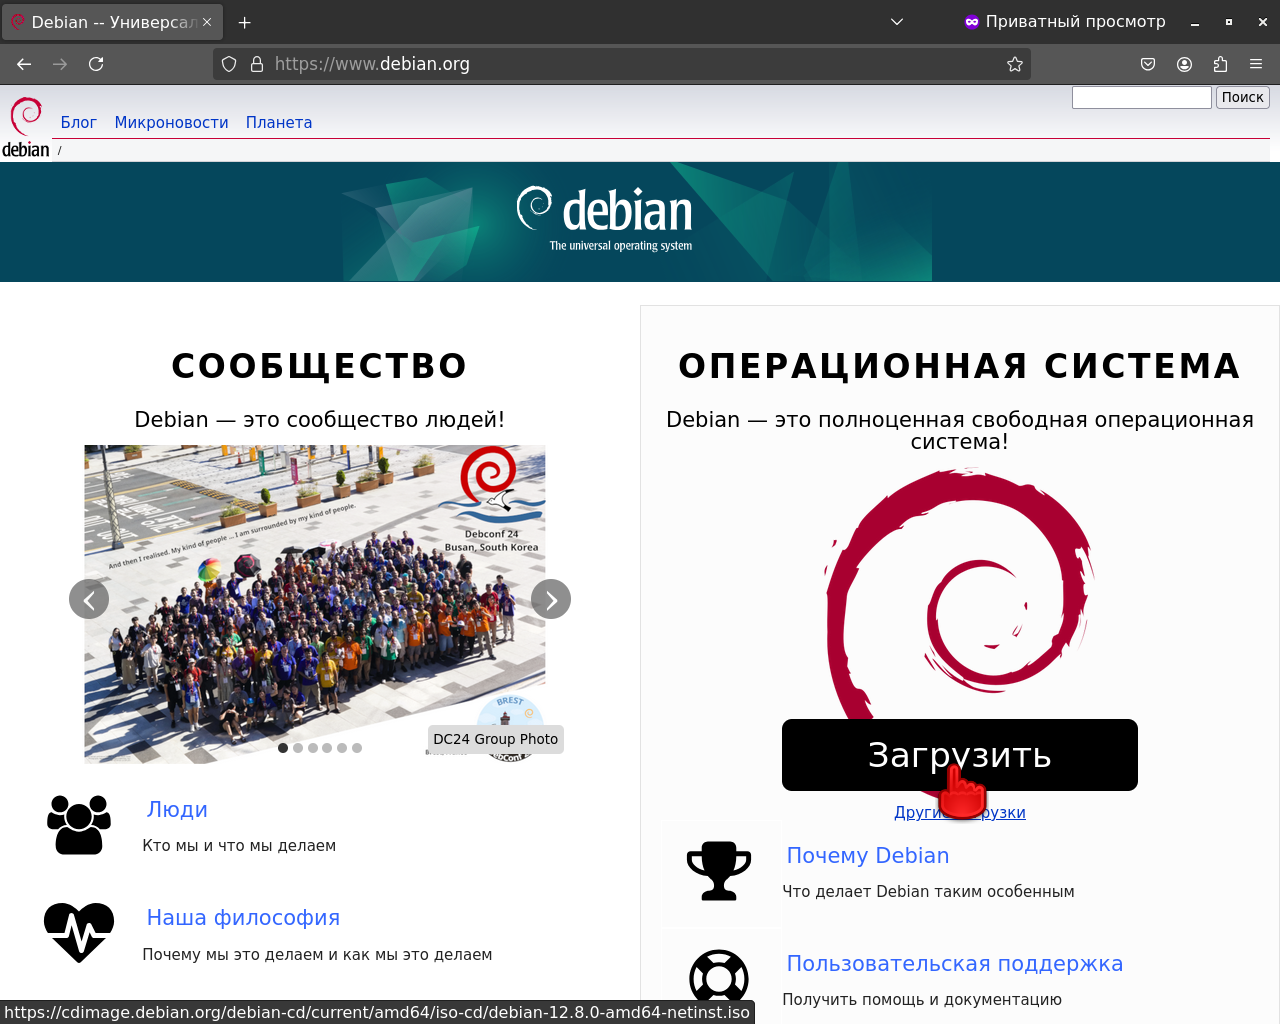 Debian -- Универсал
Приватный просмотр
https://www.debian.org
Поиск
Блог Микроновости Планета
debian /
debian
The universal operating system
СООБЩЕСТВО
Debian — это сообщество людей!
And then I realised. My kind of people ... I am surrounded by my kind of people.
Debconf 24
Busan, South Korea
BREST
DC24 Group Photo
Люди
Кто мы и что мы делаем
Наша философия
Почему мы это делаем и как мы это делаем
ОПЕРАЦИОННАЯ СИСТЕМА
Debian — это полноценная свободная операционная
система!
Загрузить
Почему Debian
Что делает Debian таким особенным
Пользовательская поддержка
Получить помощь и документацию
https://cdimage.debian.org/debian-cd/current/amd64/iso-cd/debian-12.8.0-amd64-netinst.iso